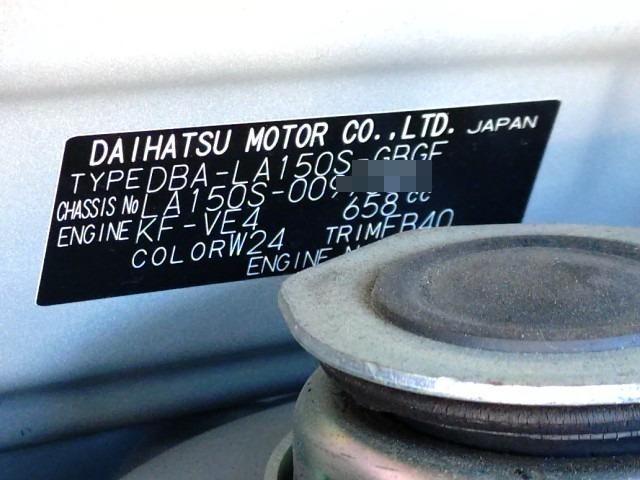 DAIHATSU MOTOR CO.,LTD. JAPAN
TYPE DBA-LA150S-GBGF
CHASSIS No LA150S-009
ENGINE KF-VE4 658 cc
COLOR W24 TRIM FB40
ENGINE